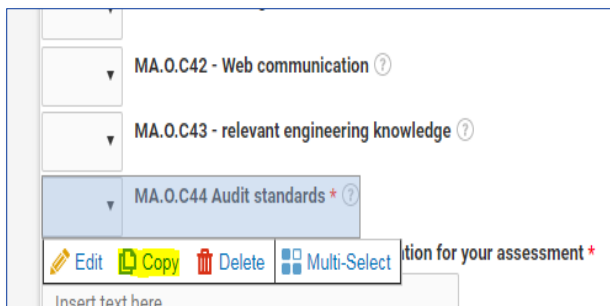 MA.O.C42 - Web communication ?
MA.O.C43 - relevant engineering knowledge ?
MA.O.C44 Audit standards * ?
Edit Copy Delete Multi-Select
for your assessment *
Insert text here